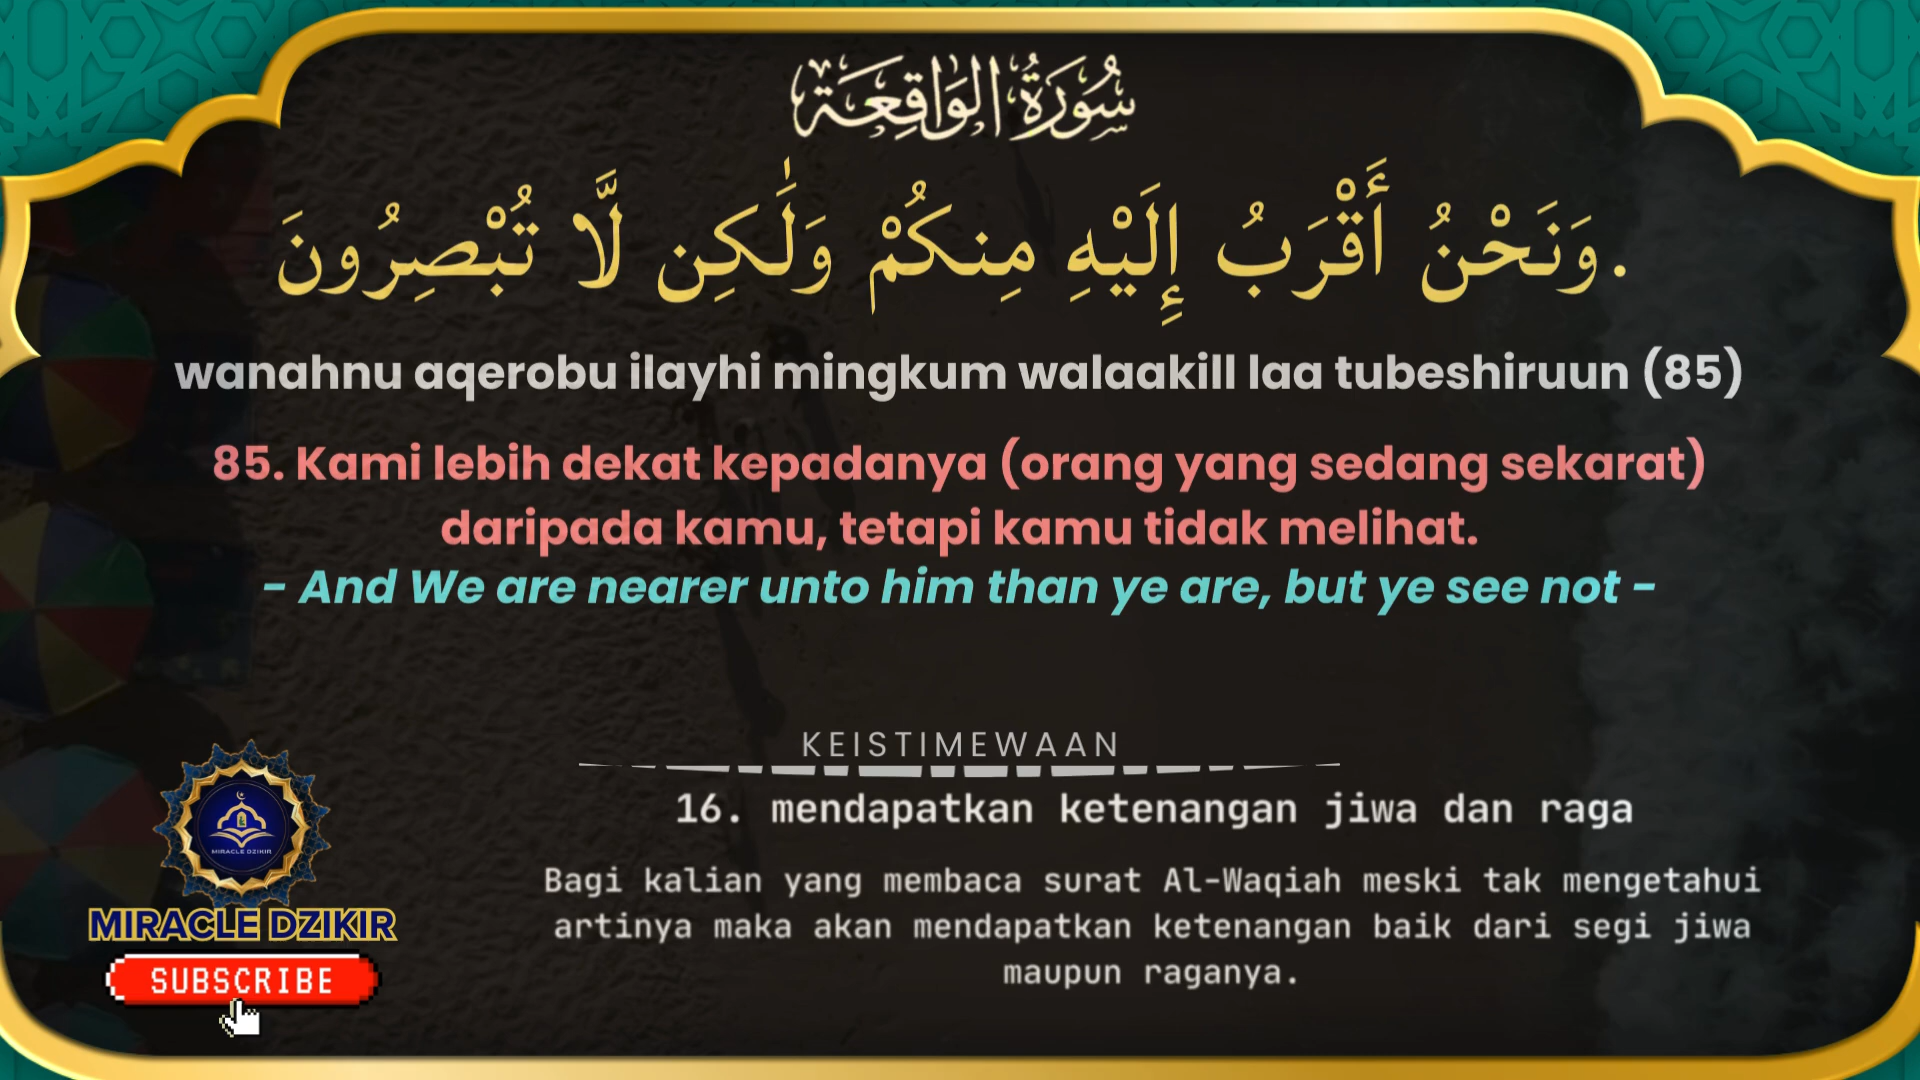 سُورَةُ الوَاقِعَة
وَنَحْنُ أَقْرَبُ إِلَيْهِ مِنكُمْ وَلَٰكِن لَّا تُبْصِرُونَ.
wanahnu aqerobu ilayhi mingkum walaakill laa tubeshiruun (85)
85. Kami lebih dekat kepadanya (orang yang sedang sekarat)
daripada kamu, tetapi kamu tidak melihat.
- And We are nearer unto him than ye are, but ye see not -
KEISTIMEWAAN
16. mendapatkan ketenangan jiwa dan raga
Bagi kalian yang membaca surat Al-Waqiah meski tak mengetahui
artinya maka akan mendapatkan ketenangan baik dari segi jiwa
maupun raganya.
MIRACLE DZIKIR
MIRACLE DZIKIR
SUBSCRIBE